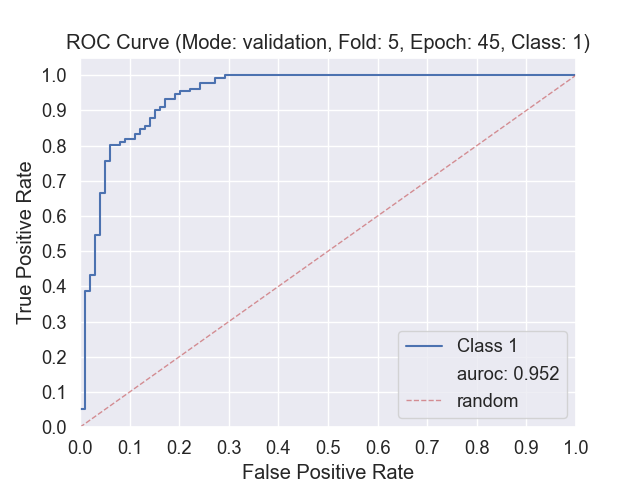 ROC Curve (Mode: validation, Fold: 5, Epoch: 45, Class: 1)
1.0
0.9
0.8
0.7
0.6
0.5
0.4
0.3
0.2
0.1
0.0
True Positive Rate
Class 1
auroc: 0.952
random
0.0 0.1 0.2 0.3 0.4 0.5 0.6 0.7 0.8 0.9 1.0
False Positive Rate